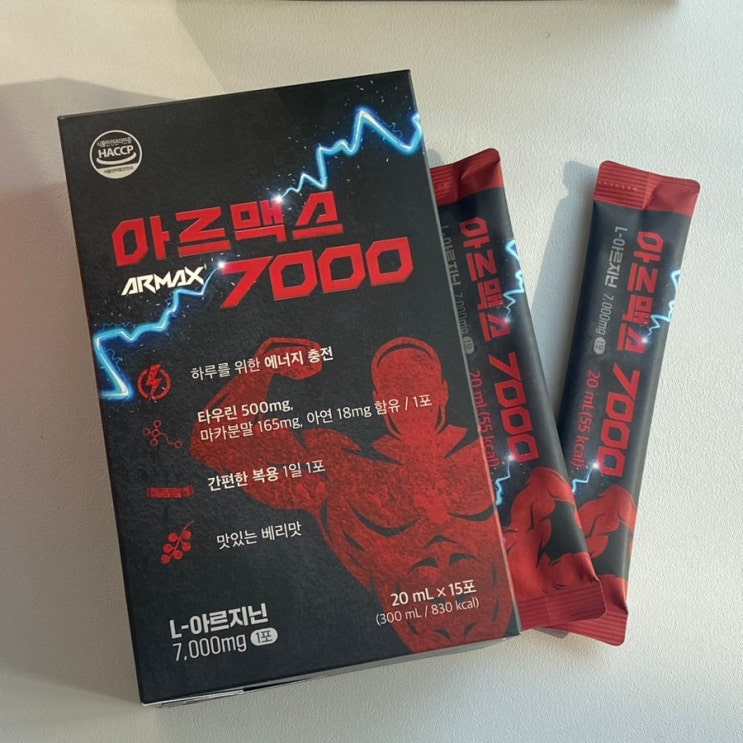 HACCP
아르맥스
ARMAX
7000
하루를 위한 에너지 충전
타우린 500mg,
마카분말 165mg, 아연 18mg 함유 / 1포
간편한 복용 1일 1포
맛있는 베리맛
L-아르지닌
7,000mg 1포
20 mL × 15포
(300 mL / 830 kcal)
L-아르지닌 7,000mg 1포
아르맥스 7000
20 ml (55 kcal)
L-아르지닌 7,000mg 1포
아르맥스 7000
20 ml (55 kcal)